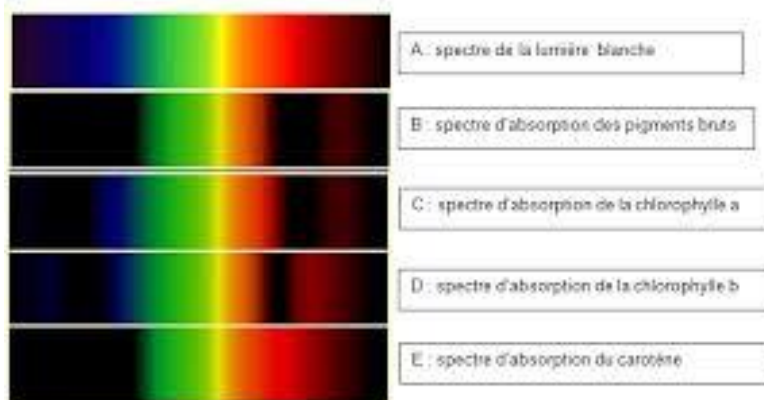 A : spectre de la lumière blanche
B : spectre d'absorption des pigments bruts
C : spectre d'absorption de la chlorophylle a
D : spectre d'absorption de la chlorophylle b
E : spectre d'absorption du carotène